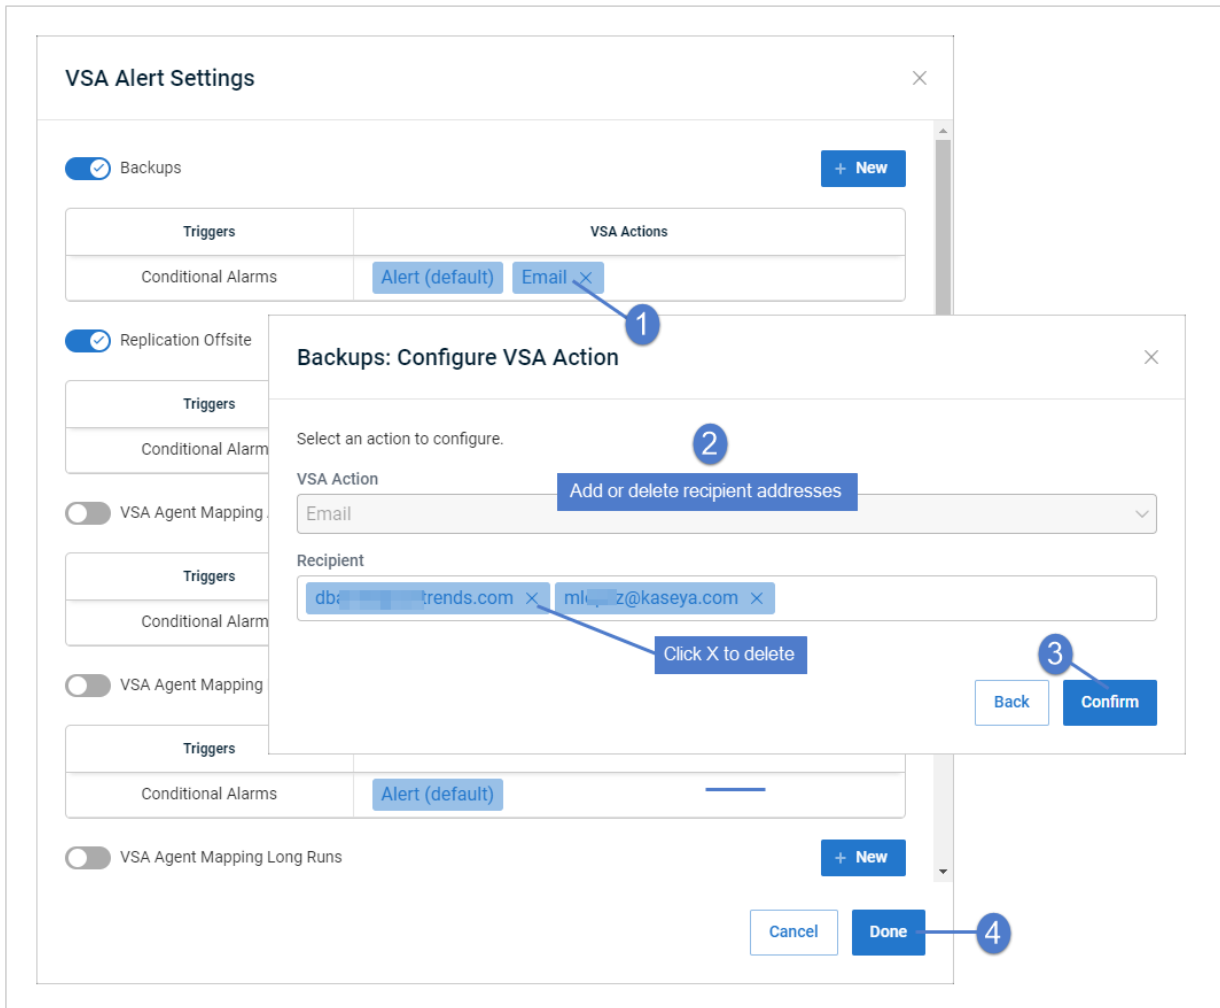 VSA Alert Settings
Backups
+ New
Triggers VSA Actions
Conditional Alarms Alert (default) Email ×
1
Replication Offsite
Triggers
Conditional Alarm
VSA Agent Mapping
Triggers
Conditional Alarm
VSA Agent Mapping
Triggers
Conditional Alarms Alert (default)
VSA Agent Mapping Long Runs
+ New
Cancel Done 4
Backups: Configure VSA Action
Select an action to configure.
2
Add or delete recipient addresses
VSA Action
Email
Recipient
trends.com × @kaseya.com ×
Click X to delete
3
Back Confirm